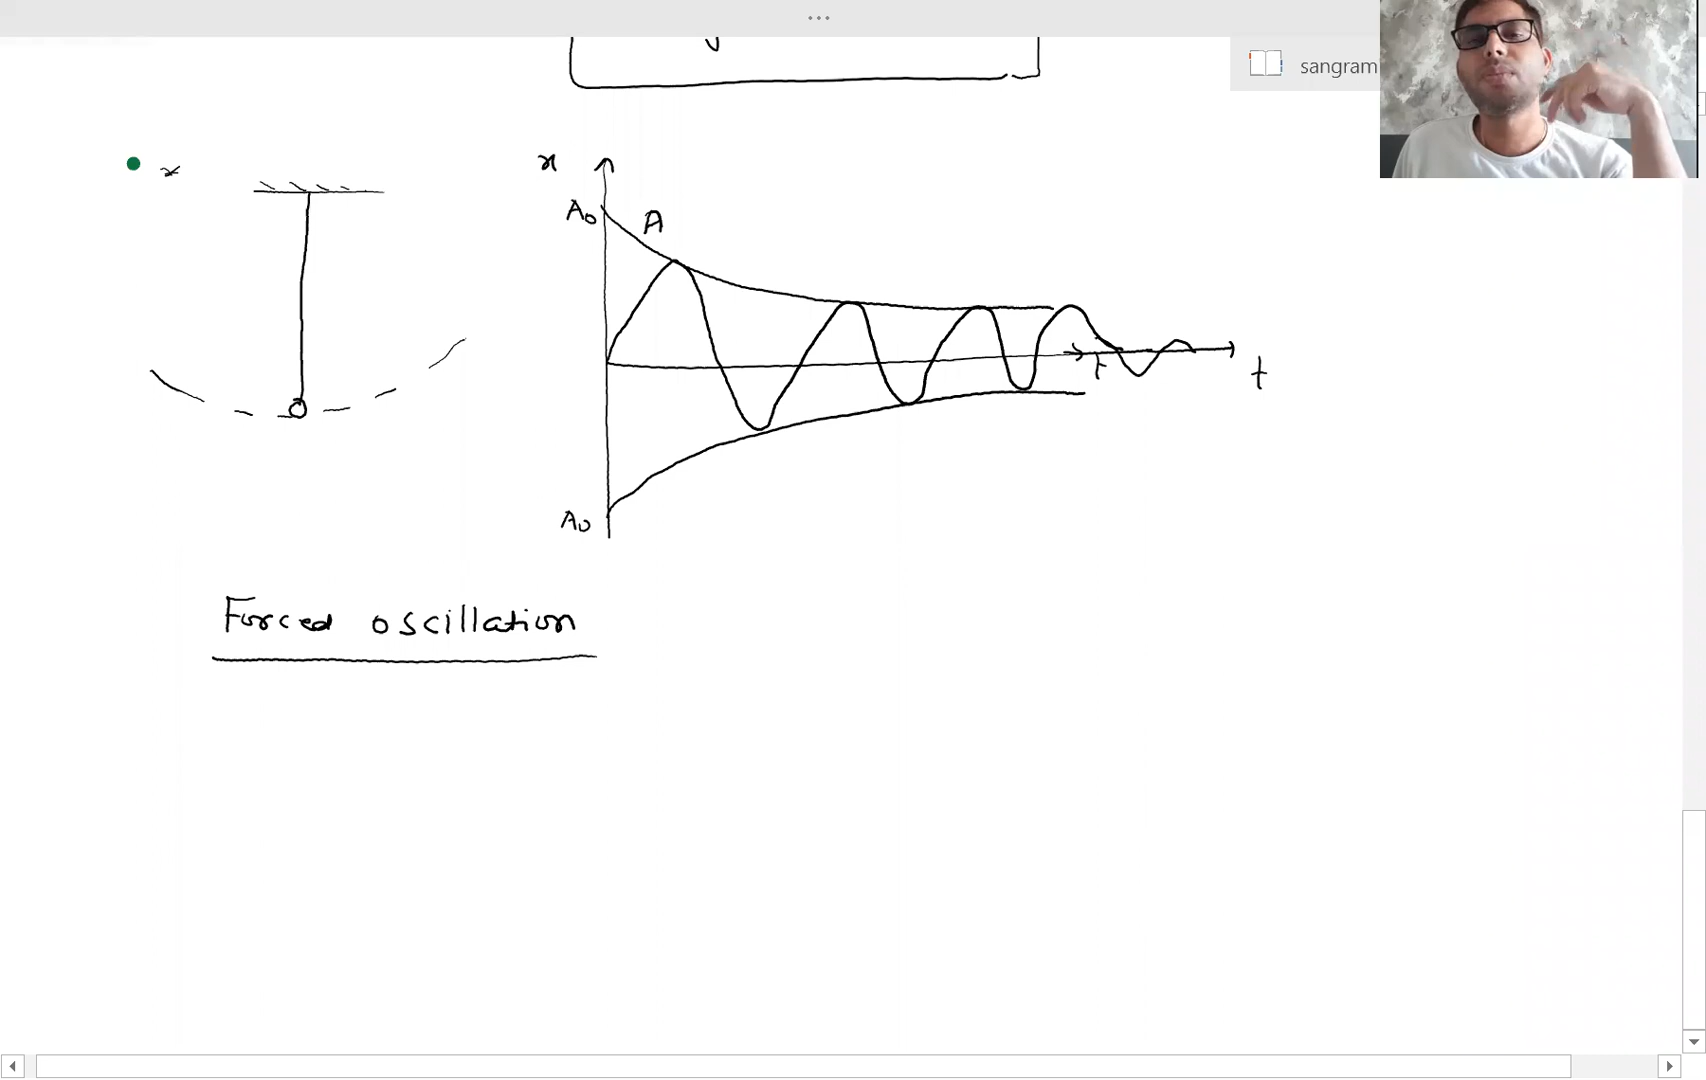 sangram
x
x
A₀
A
t
t
A₀
Forced oscillation